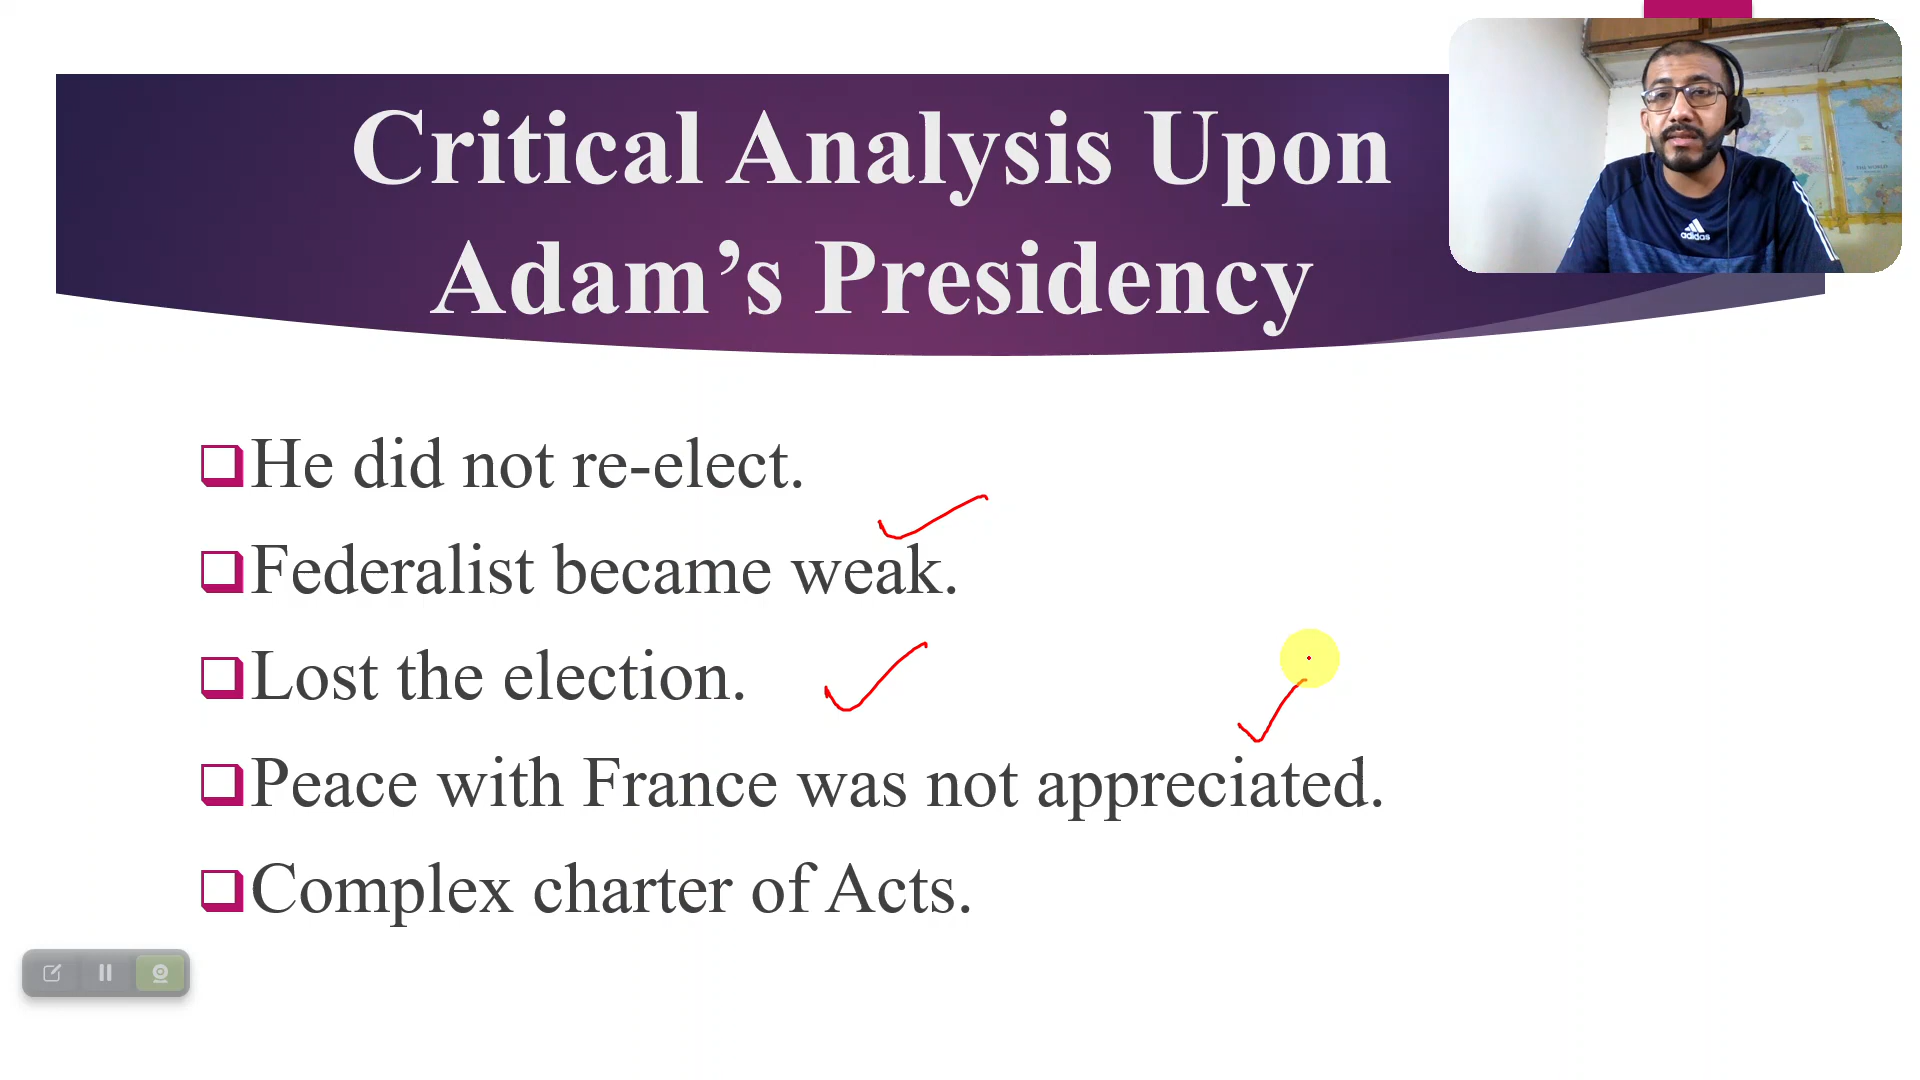 Critical Analysis Upon
Adam’s Presidency
adidas
He did not re-elect.
Federalist became weak.
Lost the election.
Peace with France was not appreciated.
Complex charter of Acts.